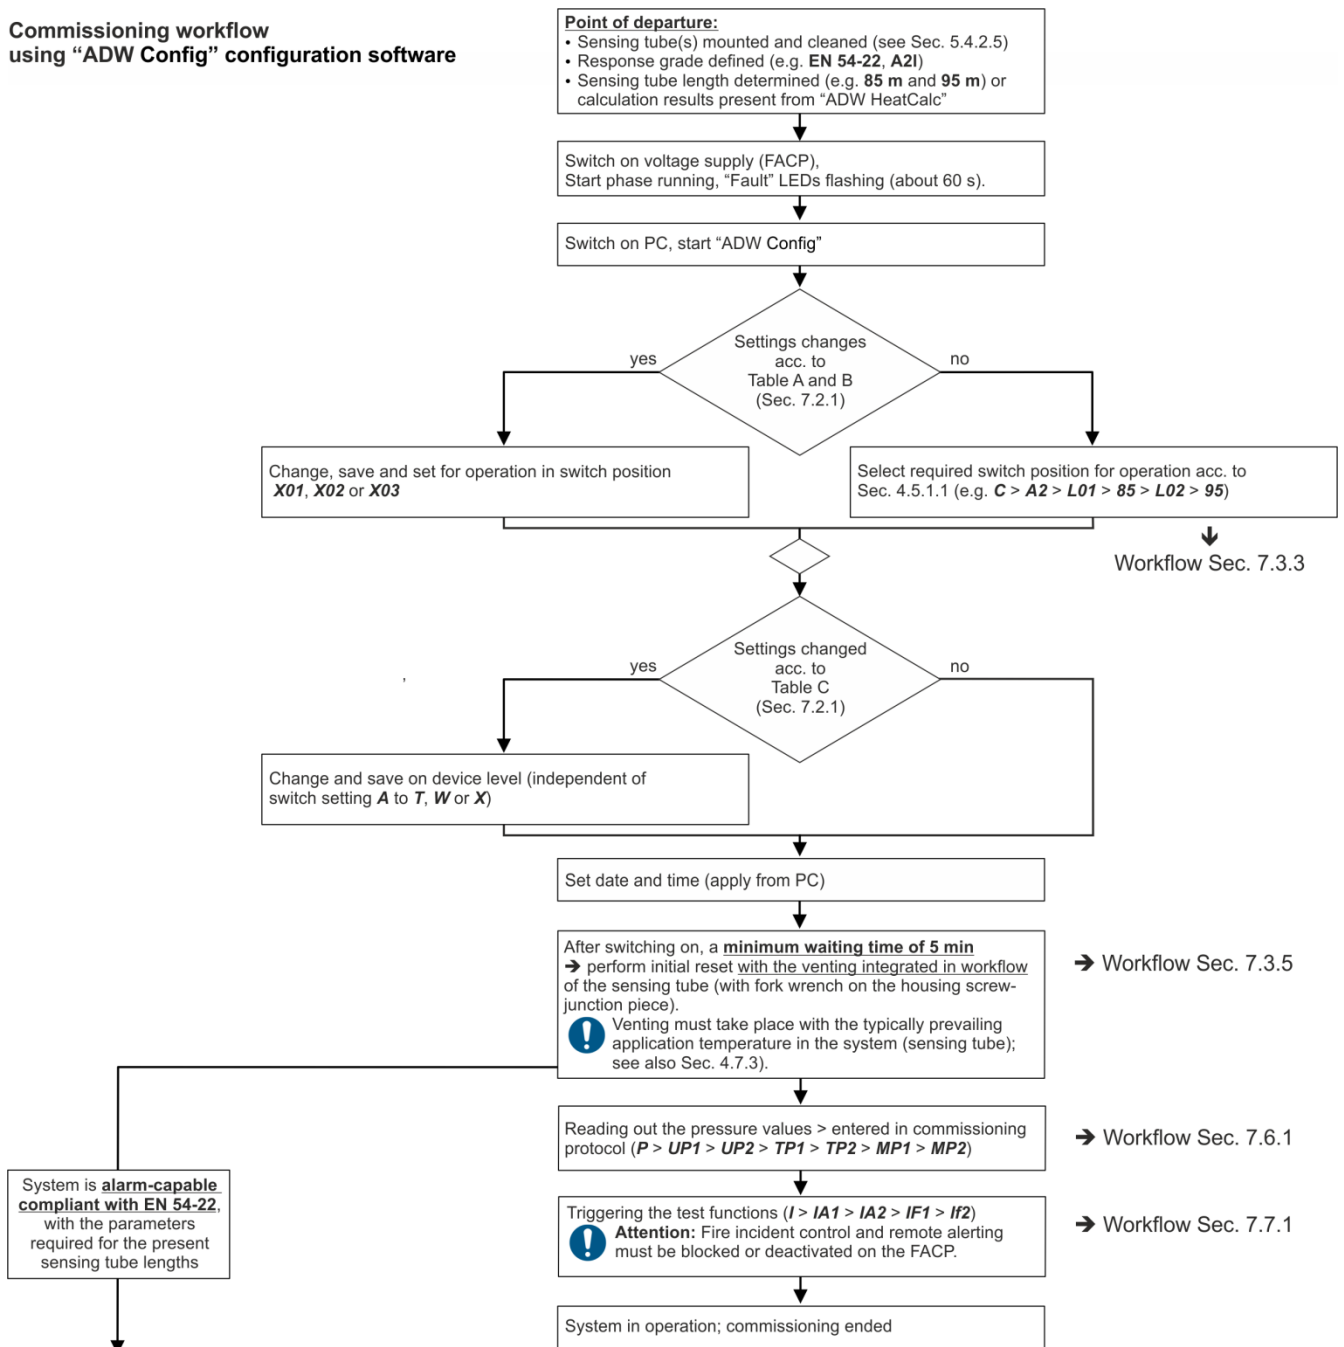 Commissioning workflow
using “ADW Config” configuration software
Point of departure:
• Sensing tube(s) mounted and cleaned (see Sec. 5.4.2.5)
• Response grade defined (e.g. EN 54-22, A2I)
• Sensing tube length determined (e.g. 85 m and 95 m) or
calculation results present from “ADW HeatCalc”
Switch on voltage supply (FACP),
Start phase running, “Fault” LEDs flashing (about 60 s).
Switch on PC, start “ADW Config”
Settings changes
acc. to
Table A and B
(Sec. 7.2.1)
yes
no
Change, save and set for operation in switch position
X01, X02 or X03
Select required switch position for operation acc. to
Sec. 4.5.1.1 (e.g. C > A2 > L01 > 85 > L02 > 95)
➔ Workflow Sec. 7.3.3
Settings changed
acc. to
Table C
(Sec. 7.2.1)
yes
no
,
Change and save on device level (independent of
switch setting A to T, W or X)
Set date and time (apply from PC)
After switching on, a minimum waiting time of 5 min
➔ perform initial reset with the venting integrated in workflow
of the sensing tube (with fork wrench on the housing screw-
junction piece).
! Venting must take place with the typically prevailing
application temperature in the system (sensing tube);
see also Sec. 4.7.3).
➔ Workflow Sec. 7.3.5
Reading out the pressure values > entered in commissioning
protocol (P > UP1 > UP2 > TP1 > TP2 > MP1 > MP2)
➔ Workflow Sec. 7.6.1
System is alarm-capable
compliant with EN 54-22,
with the parameters
required for the present
sensing tube lengths
Triggering the test functions (I > IA1 > IA2 > IF1 > If2)
! Attention: Fire incident control and remote alerting
must be blocked or deactivated on the FACP.
➔ Workflow Sec. 7.7.1
System in operation; commissioning ended